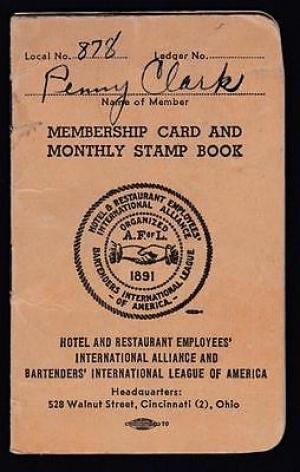 Local No. 878 Ledger No.
Penny Clark
Name of Member
MEMBERSHIP CARD AND
MONTHLY STAMP BOOK
HOTEL & RESTAURANT EMPLOYEES'
INTERNATIONAL ALLIANCE
ORGANIZED
A. F. of L.
1891
BARTENDERS INTERNATIONAL LEAGUE
OF AMERICA.
HOTEL AND RESTAURANT EMPLOYEES'
INTERNATIONAL ALLIANCE AND
BARTENDERS' INTERNATIONAL LEAGUE OF AMERICA
Headquarters:
528 Walnut Street, Cincinnati (2), Ohio